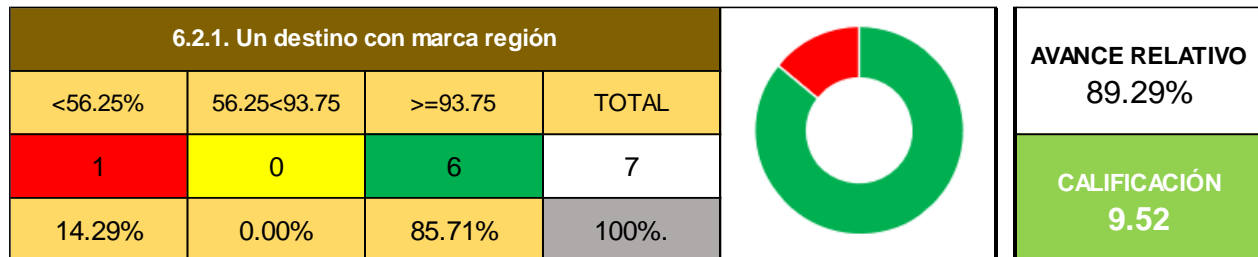 6.2.1. Un destino con marca región
<56.25% 56.25<93.75 >=93.75 TOTAL
1 0 6 7
14.29% 0.00% 85.71% 100%.
AVANCE RELATIVO
89.29%
CALIFICACIÓN
9.52